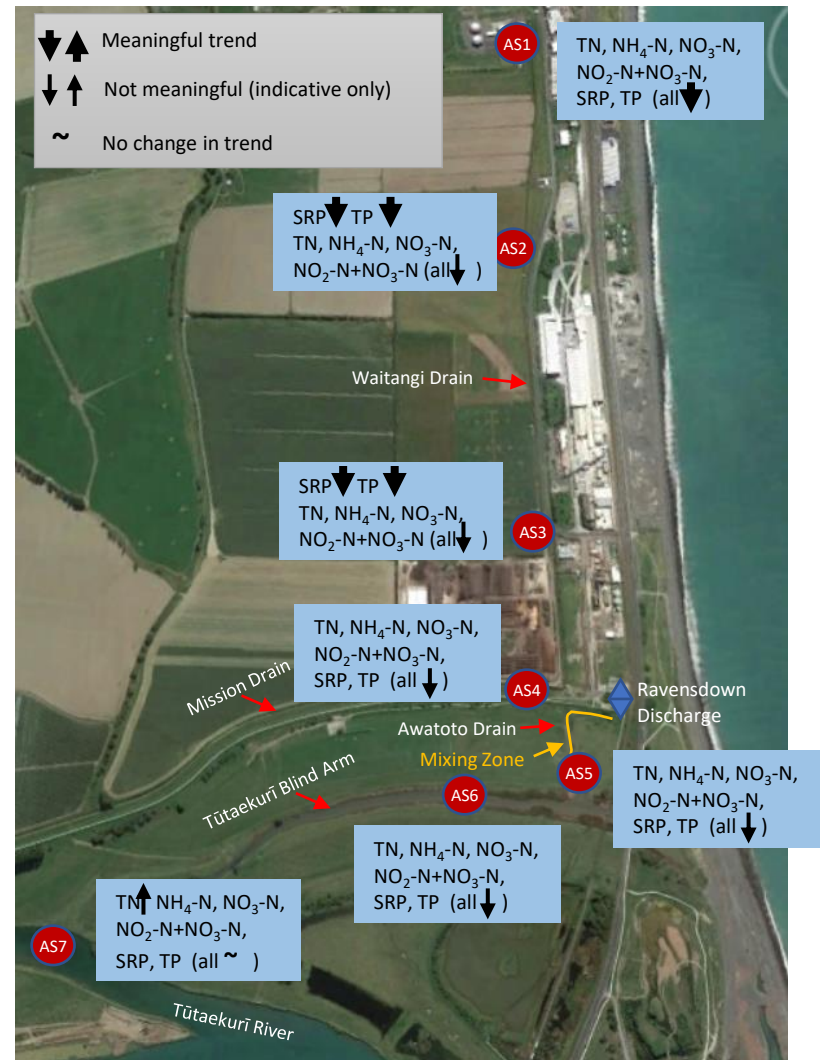 Meaningful trend
Not meaningful (indicative only)
~ No change in trend
AS1
TN, NH₄-N, NO₃-N,
NO₂-N+NO₃-N,
SRP, TP (all )
SRP TP
TN, NH₄-N, NO₃-N,
NO₂-N+NO₃-N (all )
AS2
Waitangi Drain
SRP TP
TN, NH₄-N, NO₃-N,
NO₂-N+NO₃-N (all )
AS3
TN, NH₄-N, NO₃-N,
NO₂-N+NO₃-N,
SRP, TP (all )
AS4
Mission Drain
Ravensdown
Discharge
Awatoto Drain
Mixing Zone
AS5
TN, NH₄-N, NO₃-N,
NO₂-N+NO₃-N,
SRP, TP (all )
Tūtaekurī Blind Arm
AS6
TN, NH₄-N, NO₃-N,
NO₂-N+NO₃-N,
SRP, TP (all )
AS7
TN NH₄-N, NO₃-N,
NO₂-N+NO₃-N,
SRP, TP (all ~ )
Tūtaekurī River